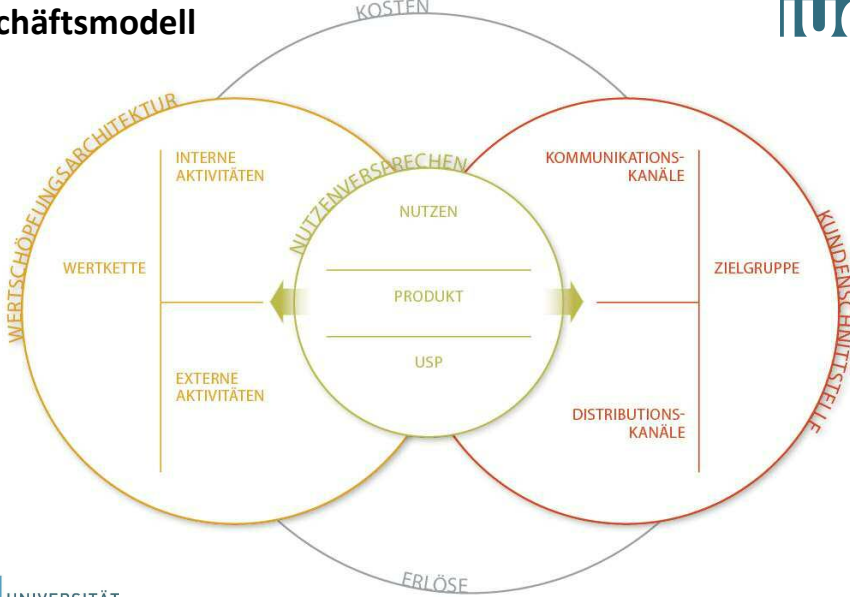 chäftsmodell
KOSTEN
WERTSCHÖPFUNGSARCHITEKTUR
INTERNE
AKTIVITÄTEN
WERTKETTE
EXTERNE
AKTIVITÄTEN
NUTZENVERSPRECHEN
NUTZEN
PRODUKT
USP
KOMMUNIKATIONS-
KANÄLE
ZIELGRUPPE
DISTRIBUTIONS-
KANÄLE
KUNDENSCHNITTSTELLE
ERLÖSE
UNIVERSITÄT